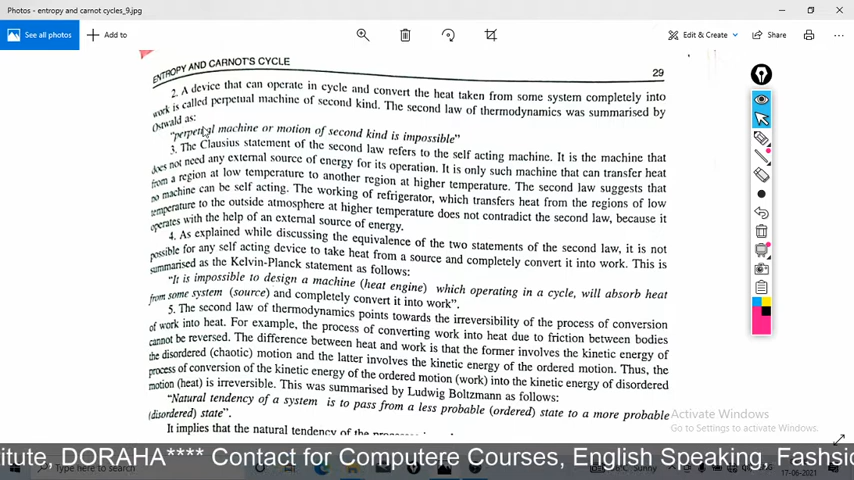 Photos - entropy and carnot cycles_9.jpg
See all photos
Add to
Edit & Create
Share
ENTROPY AND CARNOT'S CYCLE
29
2. A device that can operate in cycle and convert the heat taken from some system completely into
work is called perpetual machine of second kind. The second law of thermodynamics was summarised by
Ostwald as:
"perpetual machine or motion of second kind is impossible"
3. The Clausius statement of the second law refers to the self acting machine. It is the machine that
does not need any external source of energy for its operation. It is only such machine that can transfer heat
from a region at low temperature to another region at higher temperature. The second law suggests that
no machine can be self acting. The working of refrigerator, which transfers heat from the regions of low
temperature to the outside atmosphere at higher temperature does not contradict the second law, because it
operates with the help of an external source of energy.
4. As explained while discussing the equivalence of the two statements of the second law, it is not
possible for any self acting device to take heat from a source and completely convert it into work. This is
summarised as the Kelvin-Planck statement as follows:
"It is impossible to design a machine (heat engine) which operating in a cycle, will absorb heat
from some system (source) and completely convert it into work".
5. The second law of thermodynamics points towards the irreversibility of the process of conversion
of work into heat. For example, the process of converting work into heat due to friction between bodies
cannot be reversed. The difference between heat and work is that the former involves the kinetic energy of
the disordered (chaotic) motion and the latter involves the kinetic energy of the ordered motion. Thus, the
process of conversion of the kinetic energy of the ordered motion (work) into the kinetic energy of disordered
motion (heat) is irreversible. This was summarised by Ludwig Boltzmann as follows:
"Natural tendency of a system is to pass from a less probable (ordered) state to a more probable
(disordered) state".
It implies that the natural tendency of the
Activate Windows
Go to Settings to activate Windows.
titute, DORAHA**** Contact for Computere Courses, English Speaking, Fashsio
Type here to search
Sunny
17-06-2021